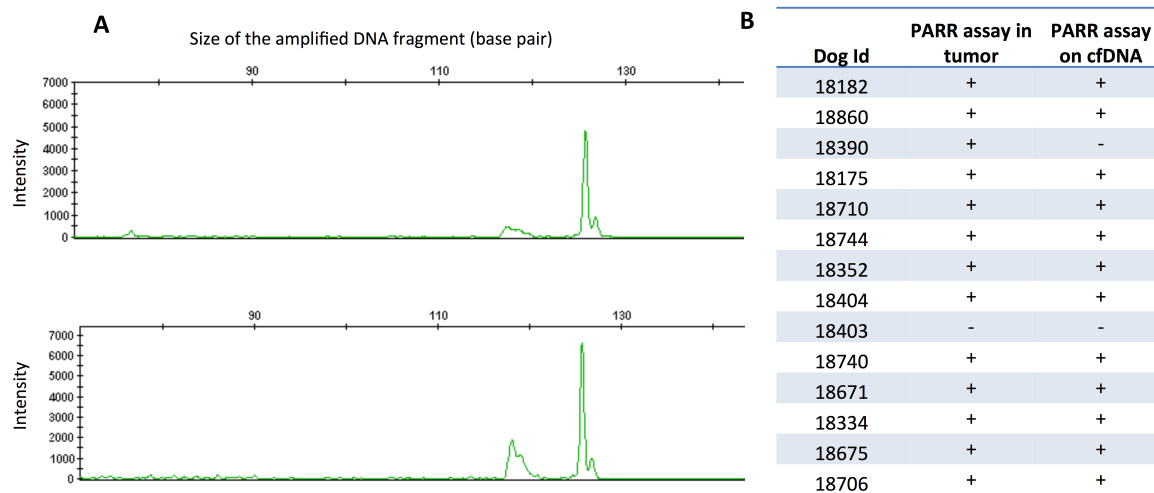 A
Size of the amplified DNA fragment (base pair)
90 110 130
7000
6000
5000
4000
3000
2000
1000
0
Intensity
90 110 130
7000
6000
5000
4000
3000
2000
1000
0
Intensity
B
Dog Id PARR assay in tumor PARR assay on cfDNA
18182 + +
18860 + +
18390 + -
18175 + +
18710 + +
18744 + +
18352 + +
18404 + +
18403 - -
18740 + +
18671 + +
18334 + +
18675 + +
18706 + +